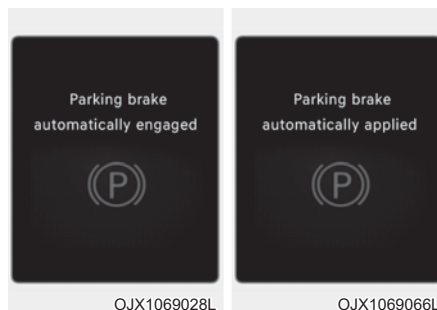 Parking brake
automatically engaged
P
OJX1069028L
Parking brake
automatically applied
P
OJX1069066L